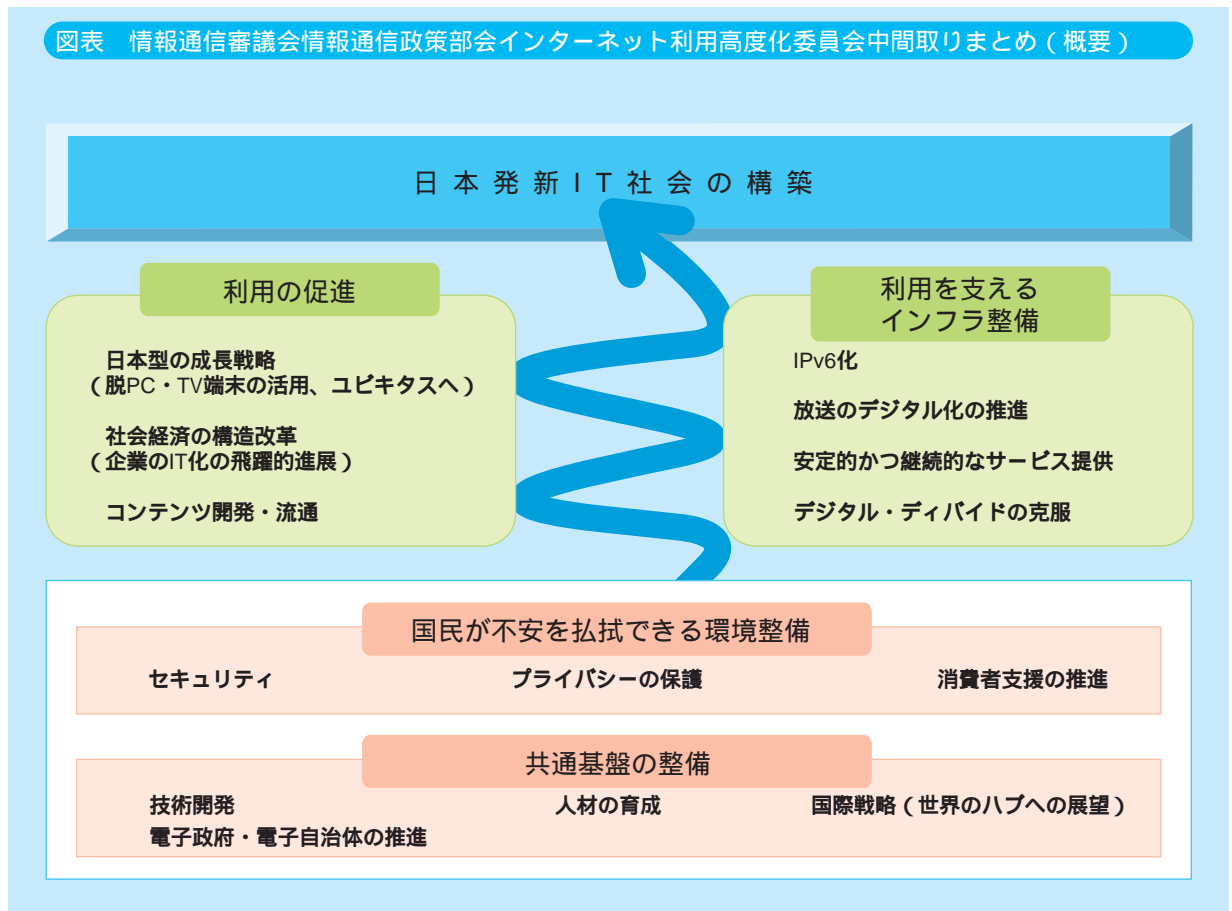 図表 情報通信審議会情報通信政策部会インターネット利用高度化委員会中間取りまとめ(概要)
日本発新IT社会の構築
利用の促進
日本型の成長戦略
(脱PC・TV端末の活用、ユビキタスへ)
社会経済の構造改革
(企業のIT化の飛躍的進展)
コンテンツ開発・流通
利用を支える
インフラ整備
IPv6化
放送のデジタル化の推進
安定的かつ継続的なサービス提供
デジタル・ディバイドの克服
国民が不安を払拭できる環境整備
セキュリティ プライバシーの保護 消費者支援の推進
共通基盤の整備
技術開発 人材の育成 国際戦略(世界のハブへの展望)
電子政府・電子自治体の推進